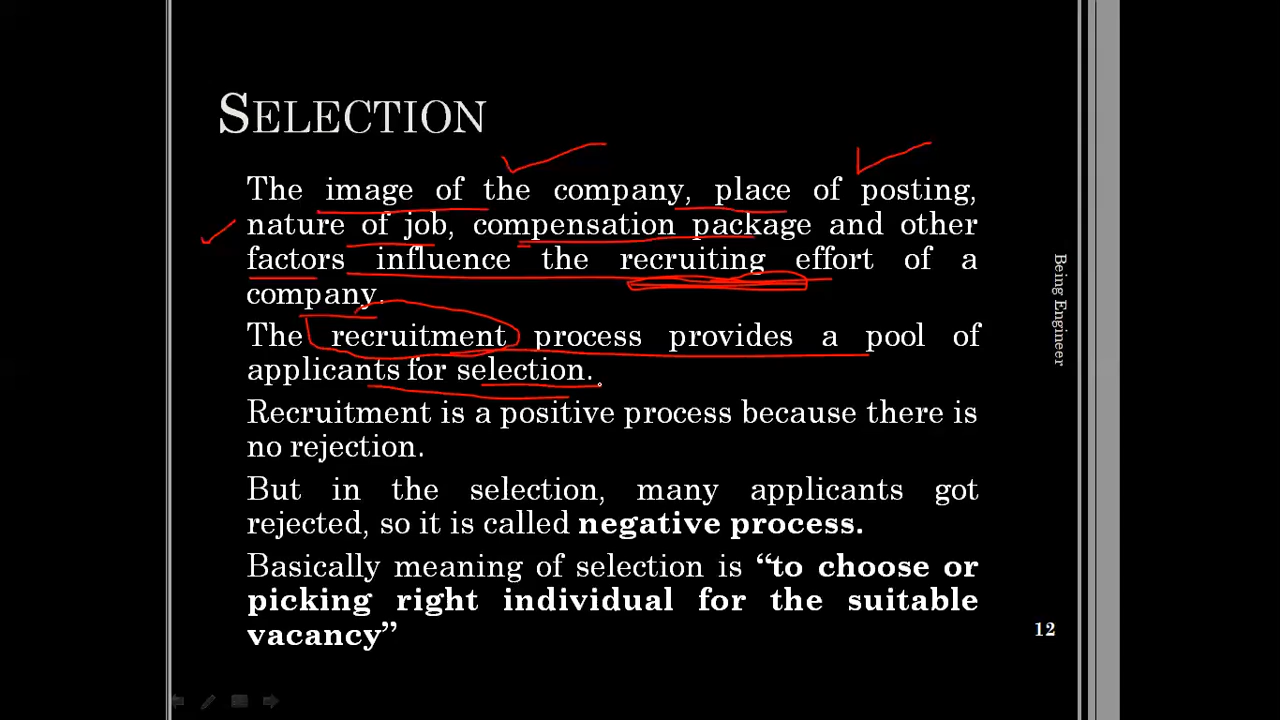 SELECTION
The image of the company, place of posting,
nature of job, compensation package and other
factors influence the recruiting effort of a
company.
The recruitment process provides a pool of
applicants for selection.
Recruitment is a positive process because there is
no rejection.
But in the selection, many applicants got
rejected, so it is called negative process.
Basically meaning of selection is “to choose or
picking right individual for the suitable
vacancy”
Being Engineer
12